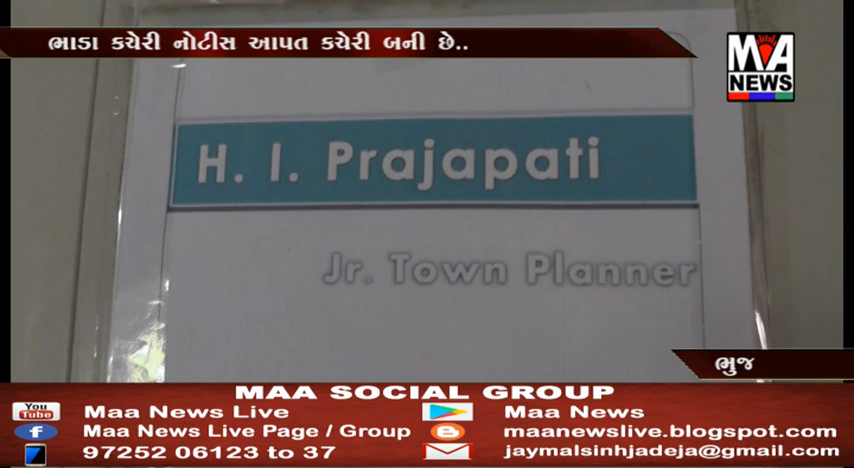 ભાડા કચેરી નોટીસ આપત કચેરી બની છે..
MAA
NEWS
H. I. Prajapati
Jr. Town Planner
ભુજ
MAA SOCIAL GROUP
You Tube Maa News Live
Maa News
f Maa News Live Page / Group
maanewslive.blogspot.com
97252 06123 to 37
jaymalsinhjadeja@gmail.com